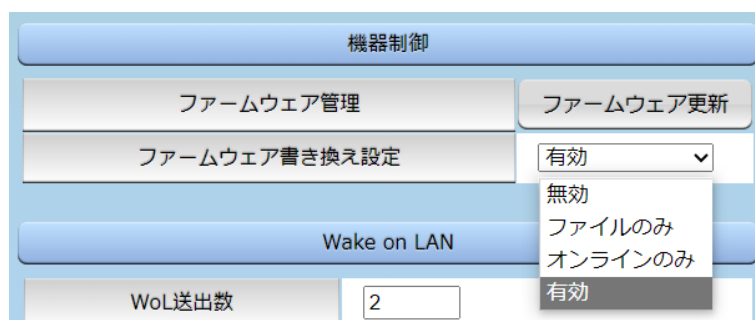 機器制御
ファームウェア管理
ファームウェア更新
ファームウェア書き換え設定
有効
無効
ファイルのみ
オンラインのみ
有効
Wake on LAN
WoL送出数
2